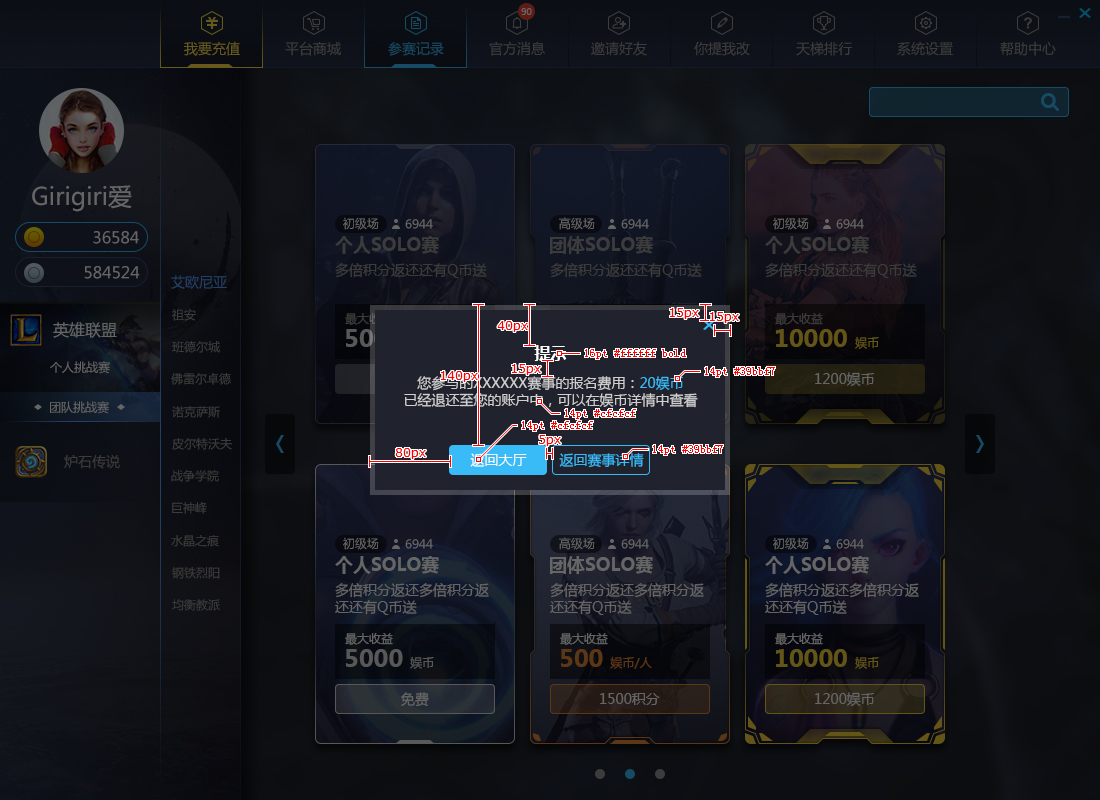 90
我要充值
平台商城
参赛记录
官方消息
邀请好友
你提我改
天梯排行
系统设置
帮助中心
Girigiri爱
36584
584524
英雄联盟
个人挑战赛
团队挑战赛
炉石传说
艾欧尼亚
祖安
班德尔城
佛雷尔卓德
诺克萨斯
皮尔特沃夫
战争学院
巨神峰
水晶之痕
钢铁烈阳
均衡教派
初级场 6944
个人SOLO赛
多倍积分返还还有Q币送
高级场 6944
团体SOLO赛
多倍积分返还还有Q币送
初级场 6944
个人SOLO赛
多倍积分返还还有Q币送
最大收益
10000 娱币
1200娱币
15px
15px
40px
提示
16pt #ffffff bold
15px
140px
14pt #39bbf7
您参与的XXXXXX赛事的报名费用：20娱币
已经退还至您的账户中，可以在娱币详情中查看
14pt #efefef
14pt #efefef
5px
80px
返回大厅
返回赛事详情
14pt #39bbf7
初级场 6944
个人SOLO赛
多倍积分返还多倍积分返
还还有Q币送
最大收益
5000 娱币
免费
高级场 6944
团体SOLO赛
多倍积分返还多倍积分返
还还有Q币送
最大收益
500 娱币/人
1500积分
初级场 6944
个人SOLO赛
多倍积分返还多倍积分返
还还有Q币送
最大收益
10000 娱币
1200娱币